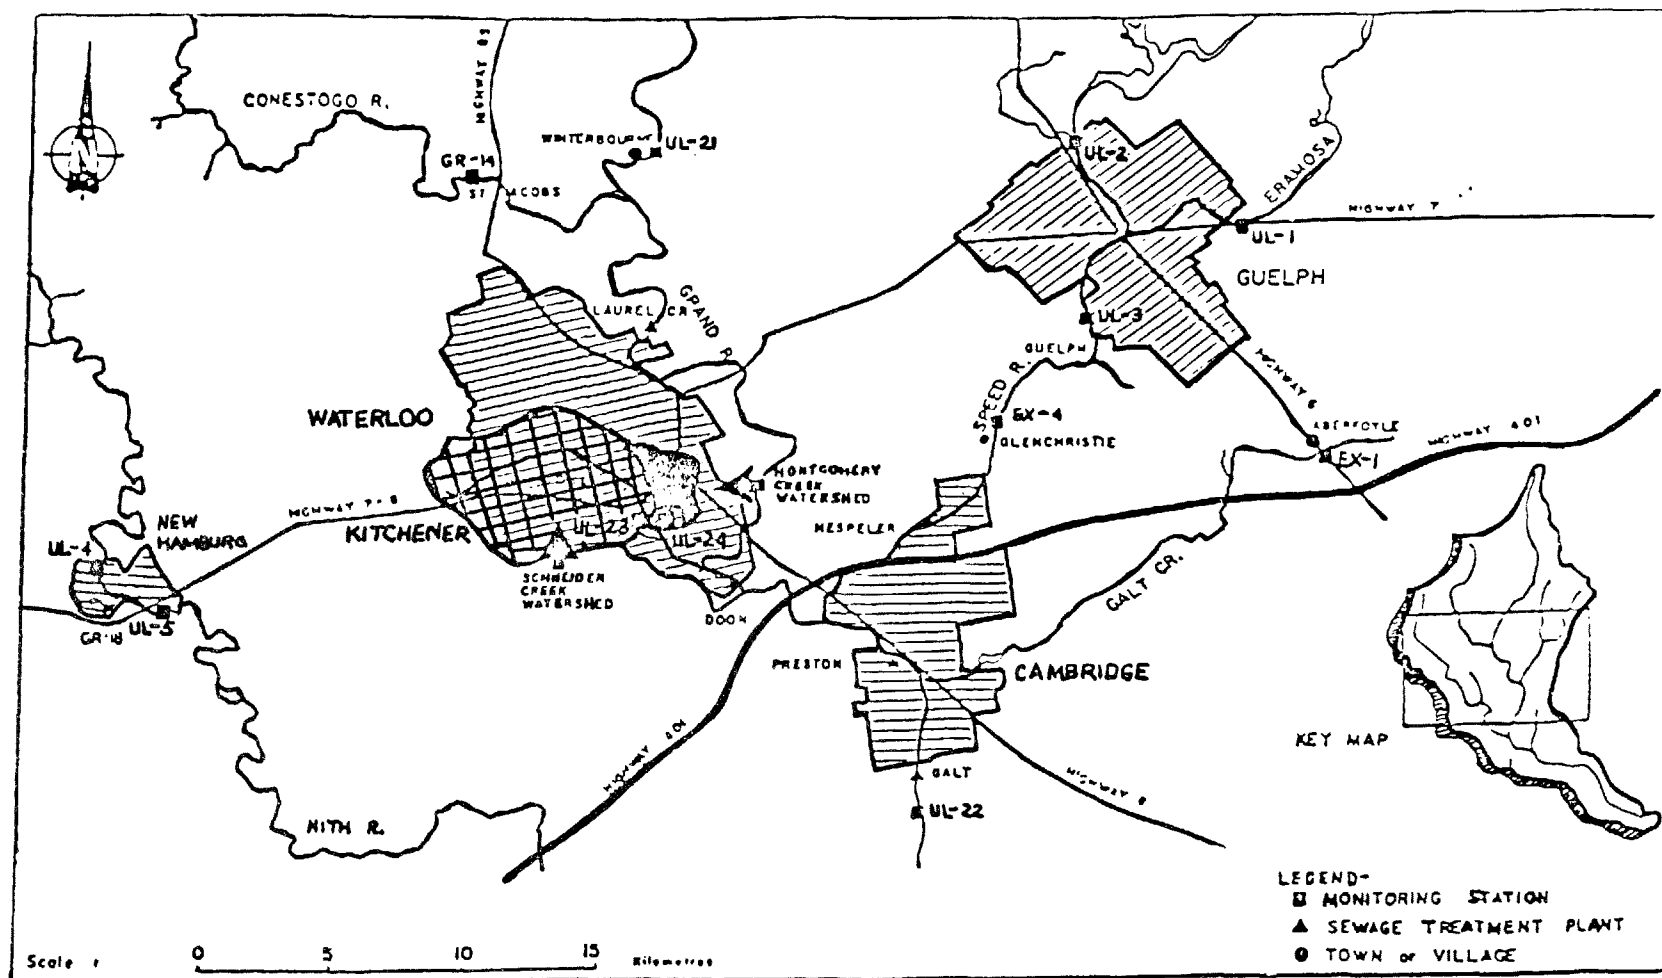 HIGHWAY 85
CONESTOGO R.
WINTERBOURNE
UL-21
GR-14
ST. JACOBS
UL-2
ERAMOSA
HIGHWAY 7
UL-1
GUELPH
GRAND R.
LAUREL CR
UL-3
GUELPH
SPEED R.
HIGHWAY 6
EX-4
GLENCHRISTIE
ABERFOYLE
HIGHWAY 401
EX-1
WATERLOO
MONTGOMERY
CREEK
WATERSHED
HIGHWAY 7-8
KITCHENER
HESPELER
NEW
HAMBURG
UL-23
UL-24
UL-4
SCHNEIDER
CREEK
WATERSHED
GALT CR.
GR-18
UL-5
DOON
PRESTON
CAMBRIDGE
HIGHWAY 401
KEY MAP
GALT
HIGHWAY 8
UL-22
NITH R.
LEGEND-
MONITORING STATION
SEWAGE TREATMENT PLANT
TOWN or VILLAGE
Scale
0 5 10 15 Kilometres